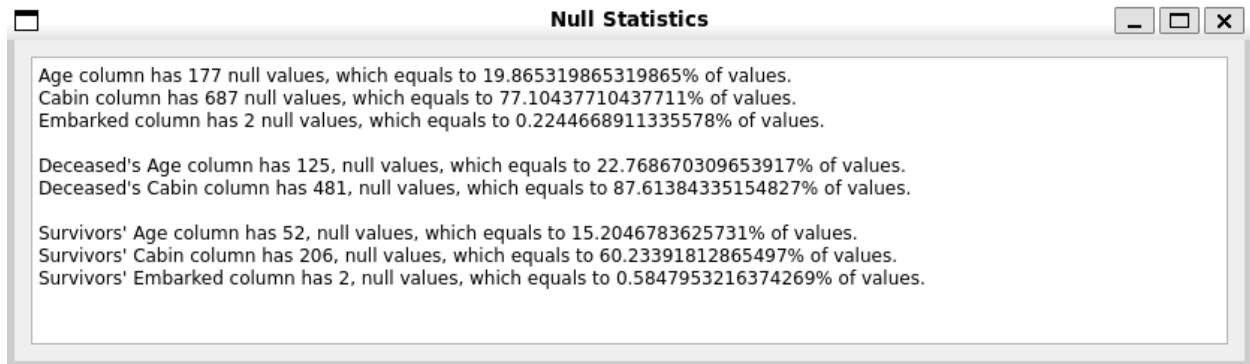 Null Statistics
Age column has 177 null values, which equals to 19.865319865319865% of values.
Cabin column has 687 null values, which equals to 77.10437710437711% of values.
Embarked column has 2 null values, which equals to 0.2244668911335578% of values.
Deceased's Age column has 125, null values, which equals to 22.768670309653917% of values.
Deceased's Cabin column has 481, null values, which equals to 87.61384335154827% of values.
Survivors' Age column has 52, null values, which equals to 15.2046783625731% of values.
Survivors' Cabin column has 206, null values, which equals to 60.23391812865497% of values.
Survivors' Embarked column has 2, null values, which equals to 0.5847953216374269% of values.